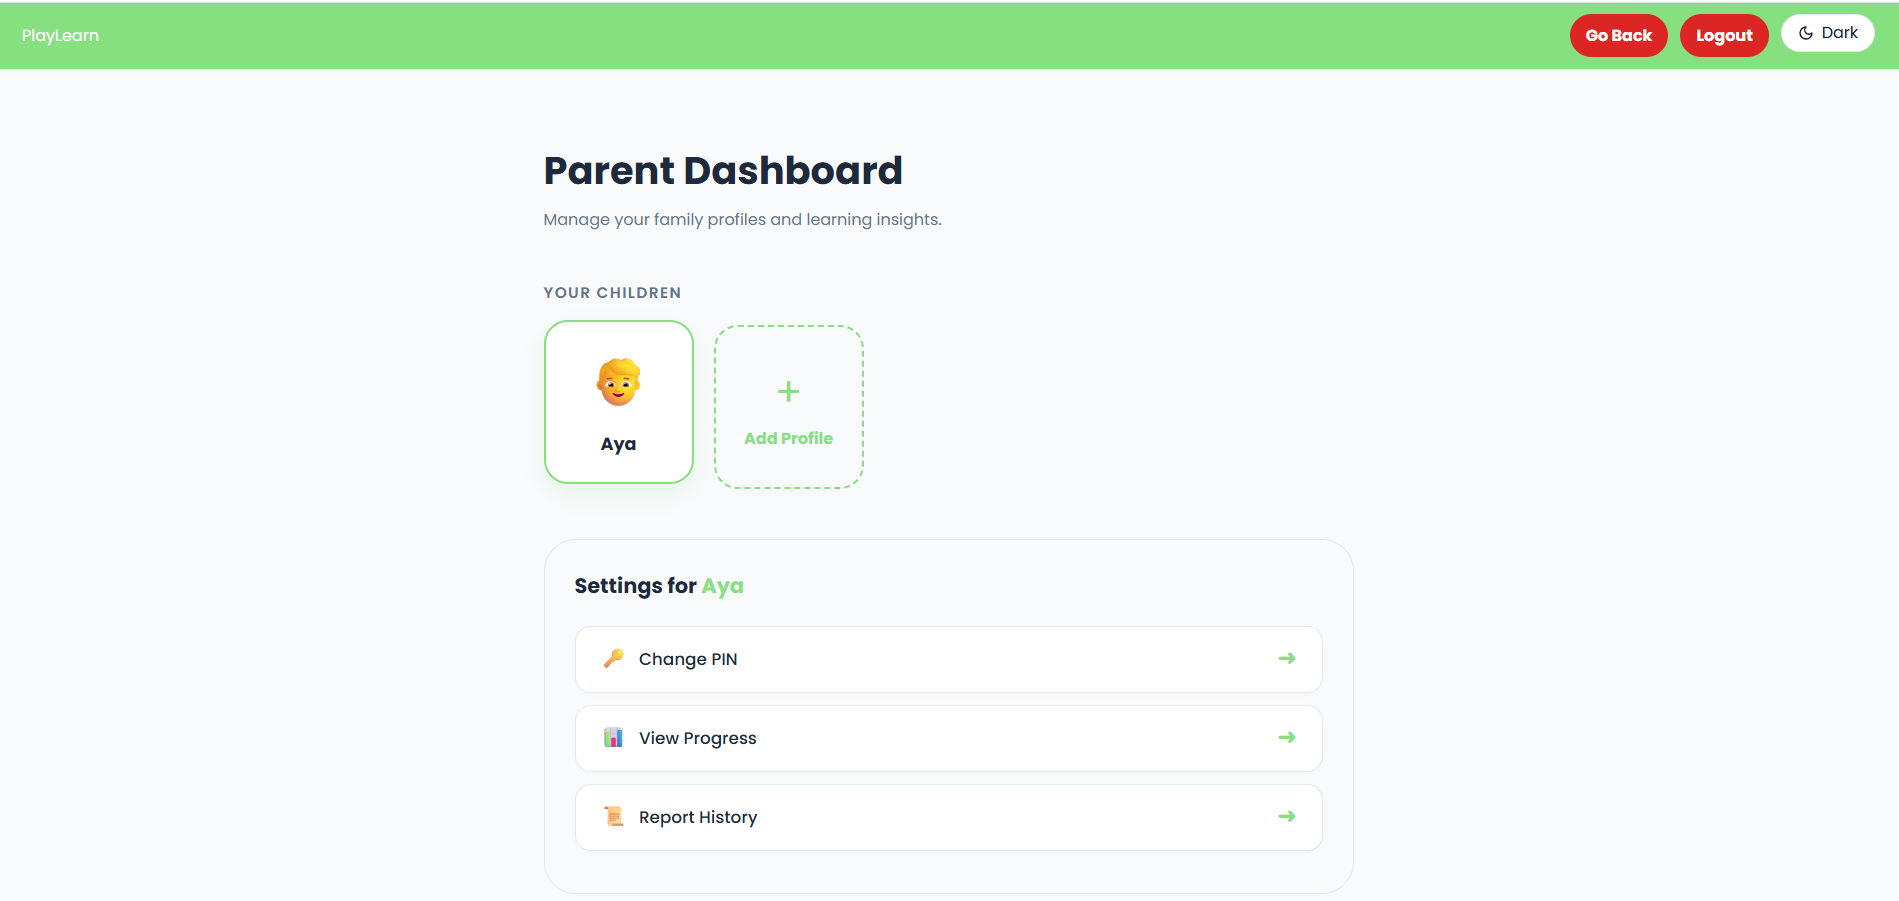 PlayLearn
Go Back
Logout
Dark
Parent Dashboard
Manage your family profiles and learning insights.
YOUR CHILDREN
Aya
+
Add Profile
Settings for Aya
Change PIN
View Progress
Report History